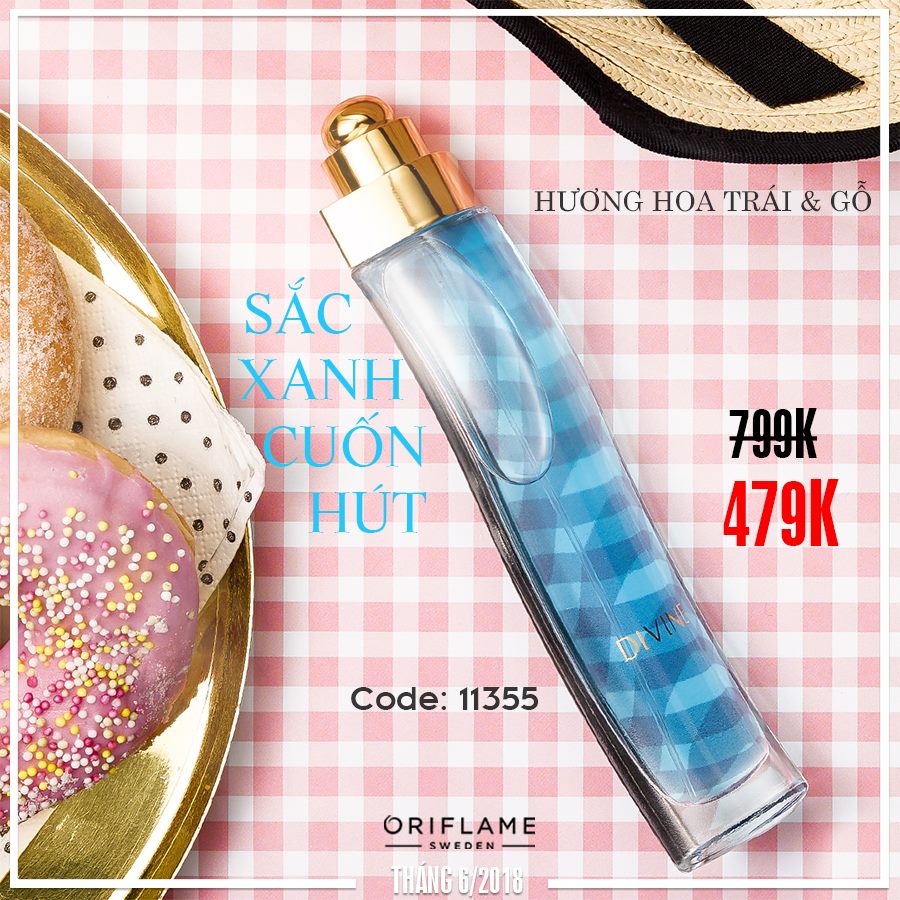 HƯƠNG HOA TRÁI & GỖ
SẮC
XANH
CUỐN
HÚT
799K
479K
DIVINE
Code: 11355
ORIFLAME
SWEDEN
THÁNG 6/2018